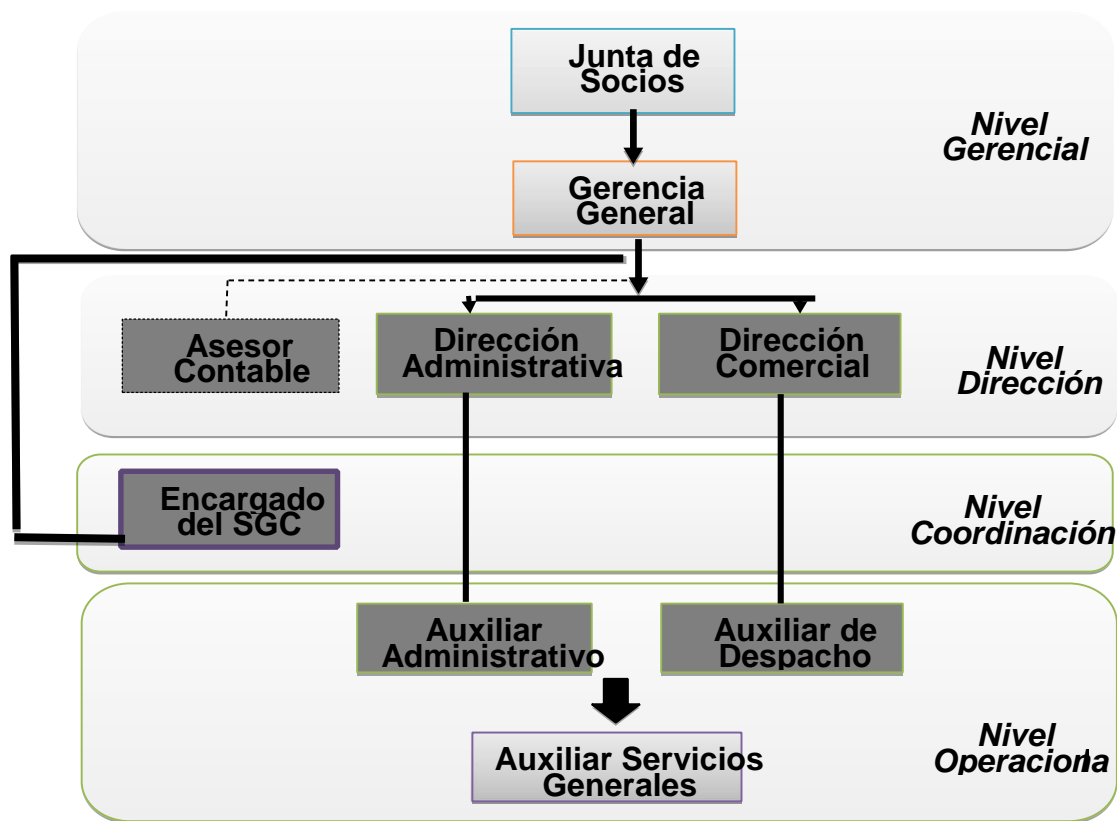 Junta de
Socios
Nivel
Gerencial
Gerencia
General
Asesor
Contable
Dirección
Administrativa
Dirección
Comercial
Nivel
Dirección
Encargado
del SGC
Nivel
Coordinación
Auxiliar
Administrativo
Auxiliar de
Despacho
Auxiliar Servicios
Generales
Nivel
Operacional